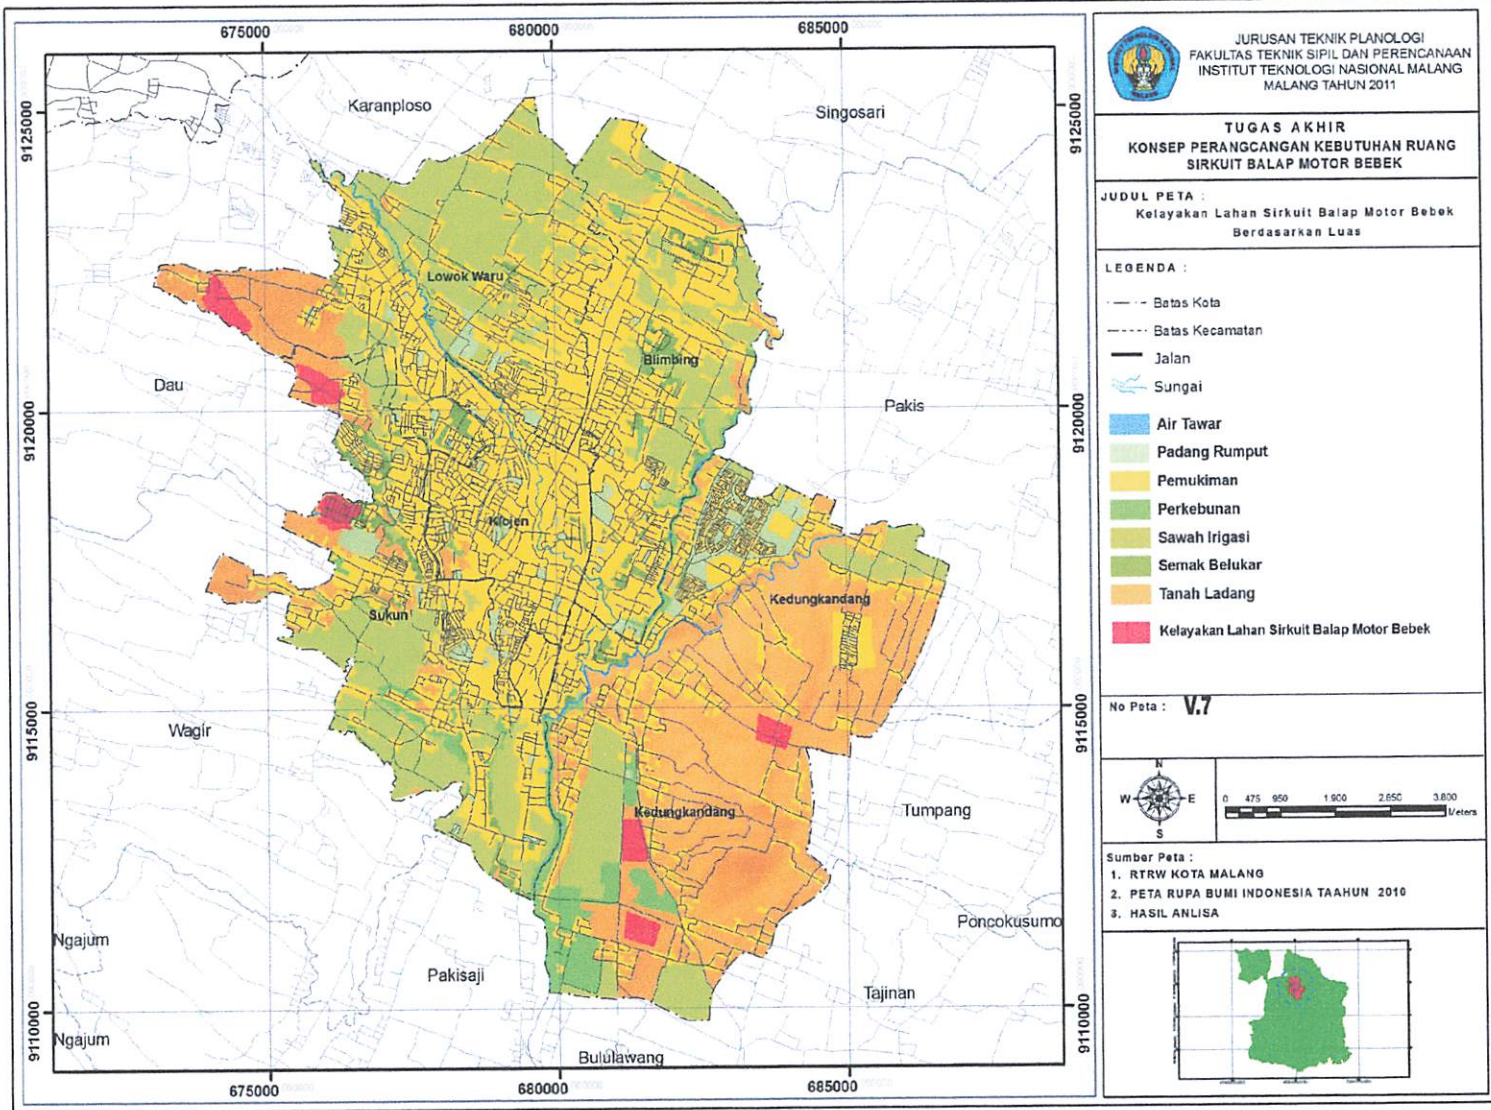 675000
680000
685000
9125000
9120000
9115000
9110000
9125000
9120000
9115000
9110000
675000
680000
685000
Karanploso
Singosari
Lowok Waru
Blimbing
Dau
Pakis
Klojen
Kedungkandang
Sukun
Wagir
Kedungkandang
Tumpang
Poncokusumo
Ngajum
Pakisaji
Tajinan
Ngajum
Bululawang
JURUSAN TEKNIK PLANOLOGI
FAKULTAS TEKNIK SIPIL DAN PERENCANAAN
INSTITUT TEKNOLOGI NASIONAL MALANG
MALANG TAHUN 2011
TUGAS AKHIR
KONSEP PERANGCANGAN KEBUTUHAN RUANG
SIRKUIT BALAP MOTOR BEBEK
JUDUL PETA :
Kelayakan Lahan Sirkuit Balap Motor Bebek
Berdasarkan Luas
LEGENDA :
Batas Kota
Batas Kecamatan
Jalan
Sungai
Air Tawar
Padang Rumput
Pemukiman
Perkebunan
Sawah Irigasi
Semak Belukar
Tanah Ladang
Kelayakan Lahan Sirkuit Balap Motor Bebek
No Peta : V.7
N
W E
S
0 475 950 1.900 2.850 3.800
Meters
Sumber Peta :
1. RTRW KOTA MALANG
2. PETA RUPA BUMI INDONESIA TAAHUN 2010
3. HASIL ANLISA